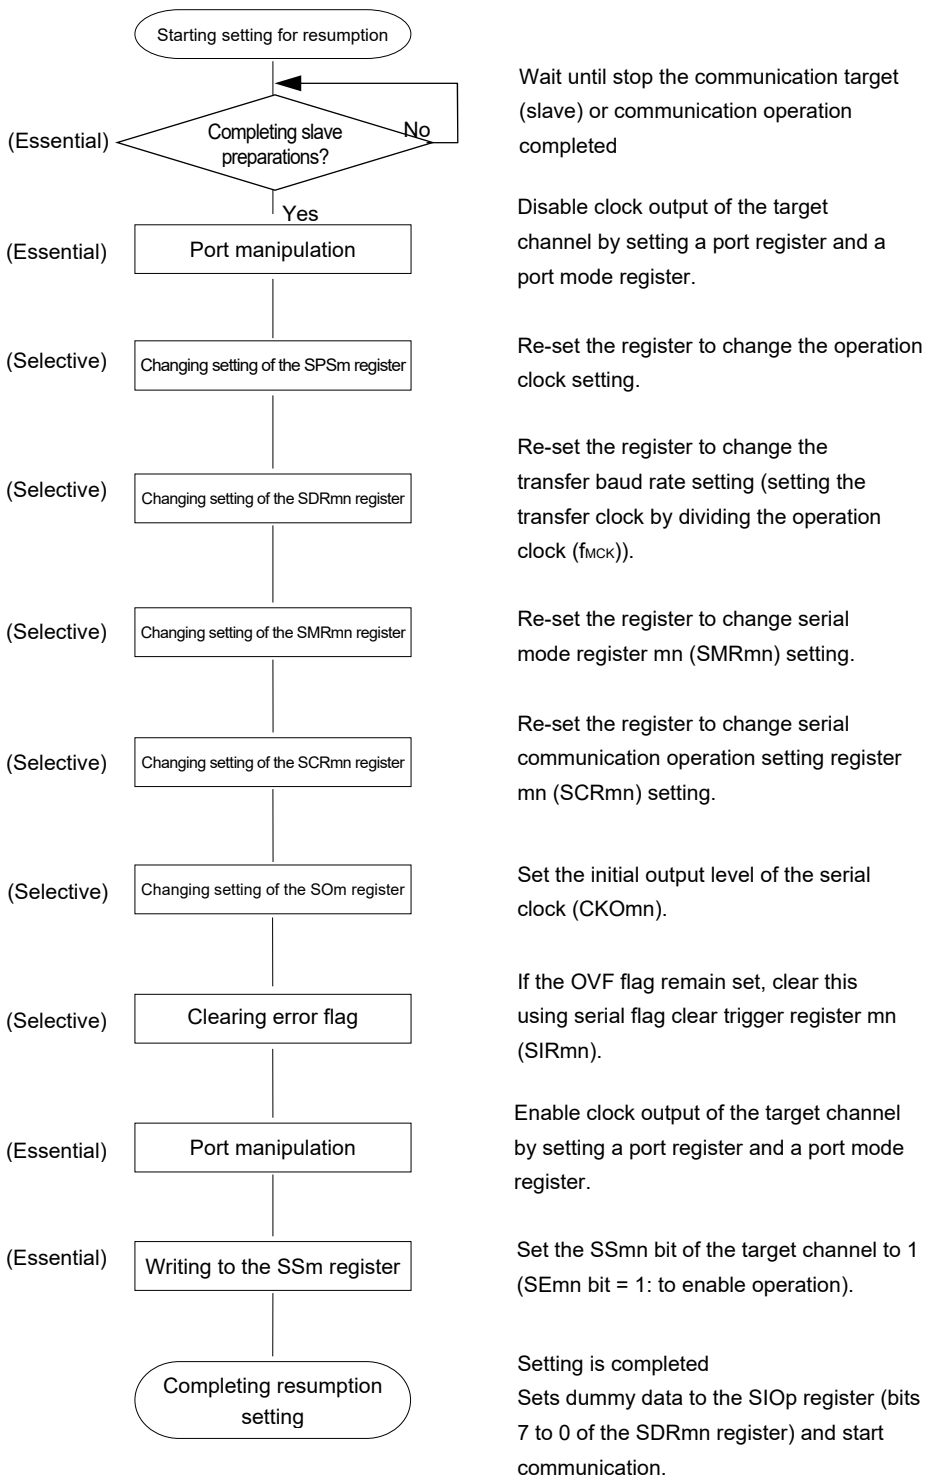 Starting setting for resumption
Wait until stop the communication target
(slave) or communication operation
completed
(Essential)
Completing slave
preparations?
No
Yes
Disable clock output of the target
channel by setting a port register and a
port mode register.
(Essential)
Port manipulation
Re-set the register to change the operation
clock setting.
(Selective)
Changing setting of the SPSm register
Re-set the register to change the
transfer baud rate setting (setting the
transfer clock by dividing the operation
clock (fMCK)).
(Selective)
Changing setting of the SDRmn register
Re-set the register to change serial
mode register mn (SMRmn) setting.
(Selective)
Changing setting of the SMRmn register
Re-set the register to change serial
communication operation setting register
mn (SCRmn) setting.
(Selective)
Changing setting of the SCRmn register
Set the initial output level of the serial
clock (CKOmn).
(Selective)
Changing setting of the SOm register
If the OVF flag remain set, clear this
using serial flag clear trigger register mn
(SIRmn).
(Selective)
Clearing error flag
Enable clock output of the target channel
by setting a port register and a port mode
register.
(Essential)
Port manipulation
Set the SSmn bit of the target channel to 1
(SEmn bit = 1: to enable operation).
(Essential)
Writing to the SSm register
Completing resumption
setting
Setting is completed
Sets dummy data to the SIOp register (bits
7 to 0 of the SDRmn register) and start
communication.